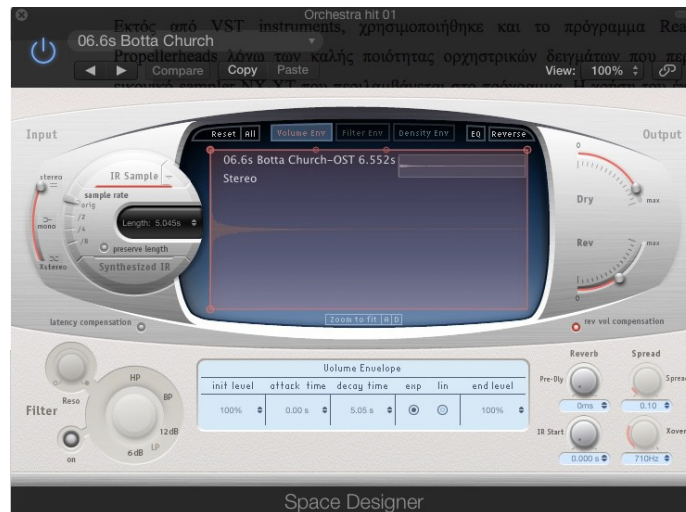 Orchestra hit 01
Εκτός από VST instruments, χρησιμοποιήθηκε και το πρόγραμμα Rea
06.6s Botta Church
Propellerheads λόγω των καλής ποιότητας ορχηστρικών δειγμάτων που περ
Compare Copy Paste View: 100%
Input
Output
Reset All Volume Env Filter Env Density Env EQ Reverse
06.6s Botta Church-OST 6.552s
Stereo
stereo
mono
Xstereo
IR Sample
sample rate
orig
/2
/4
/8
Length: 5.045s
preserve length
Synthesized IR
0
Dry
max
Rev
max
0
Zoom to fit A D
latency compensation
rev vol compensation
Filter
Reso
on
HP
BP
12dB
LP
6dB
Volume Envelope
init level attack time decay time exp lin end level
100% 0.00 s 5.05 s 100%
Reverb Spread
Pre-Dly
0ms
Sprea
0.10
IR Start
0.000 s
Xover
710Hz
Space Designer